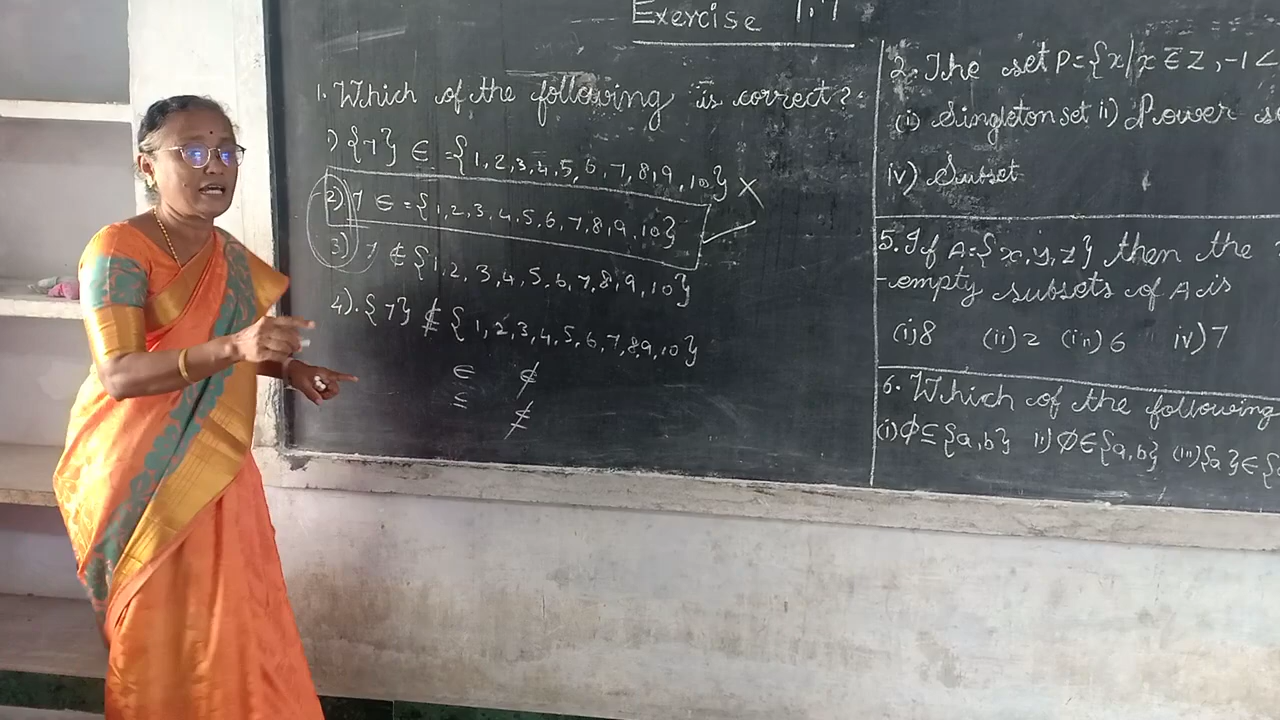 Exercise 1.7
1. Which of the following is correct?
1) {7} ∈ = {1,2,3,4,5,6,7,8,9,10} X
2) 7 ∈ = {1,2,3,4,5,6,7,8,9,10}
3) 7 ∉ {1,2,3,4,5,6,7,8,9,10}
4). {7} ⊄ {1,2,3,4,5,6,7,8,9,10}
∈ ∉
⊆ ⊈
2. The set P={x/x ∈ Z, -1<
(i) Singleton set ii) Power se
iv) Subset
5. If A={x,y,z} then the
-empty subsets of A is
(i)8 (ii)2 (iii)6 iv)7
6. Which of the following
(i) φ⊆{a,b} ii) φ∈{a,b} (iii){a}∈{